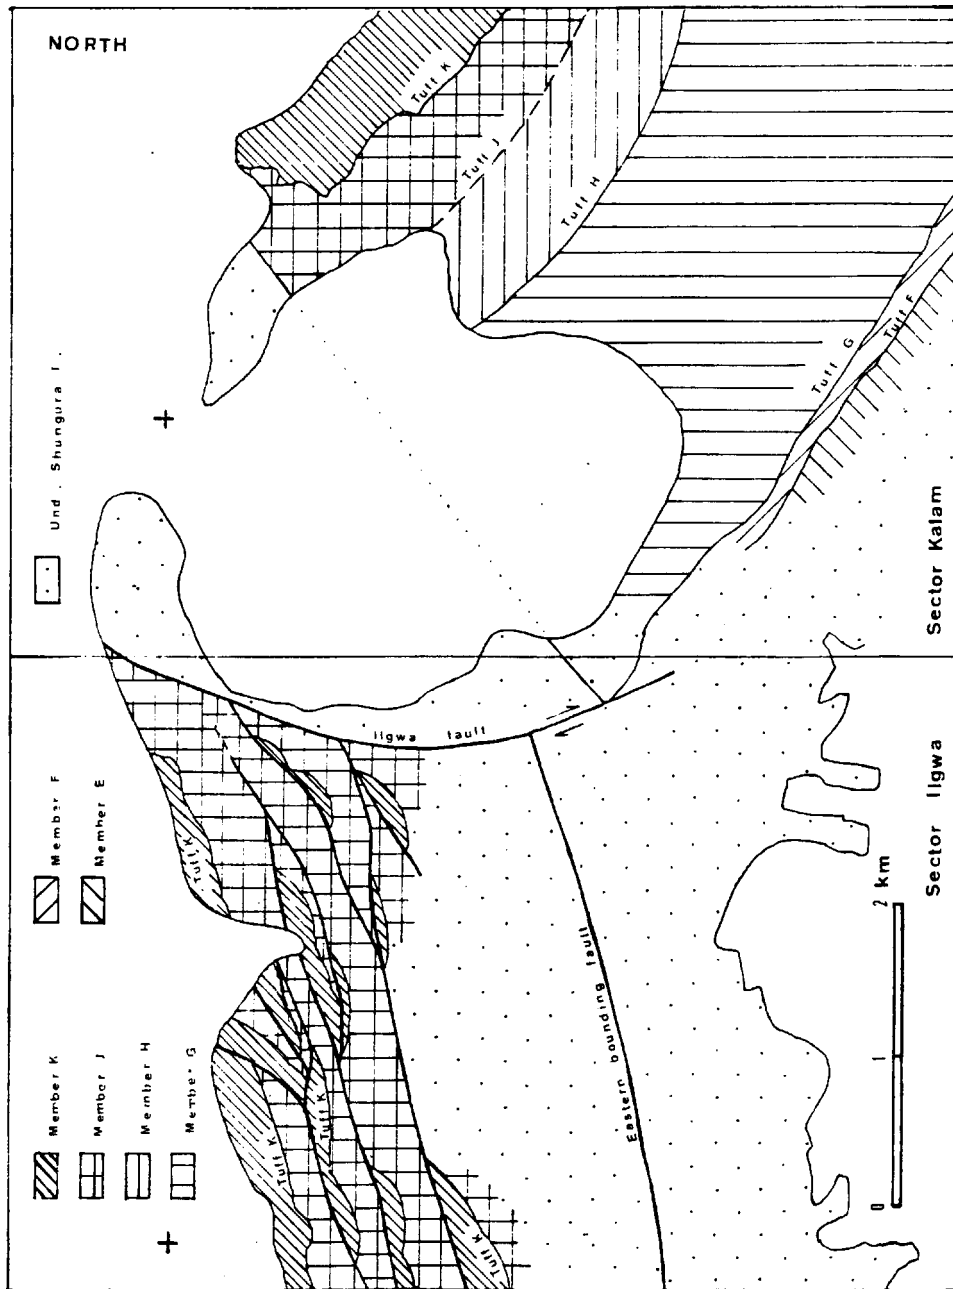 NORTH
Tuff K
Tuff J
Tuff H
Tuff G
Tuff F
Und. Shungura f.
Sector Kalam
Ilgwa fault
Member F
Member E
Tuff K
Member K
Member J
Member H
Member G
Tuff K
Tuff K
Tuff K
Eastern bounding fault
0
1
2 km
Sector Ilgwa